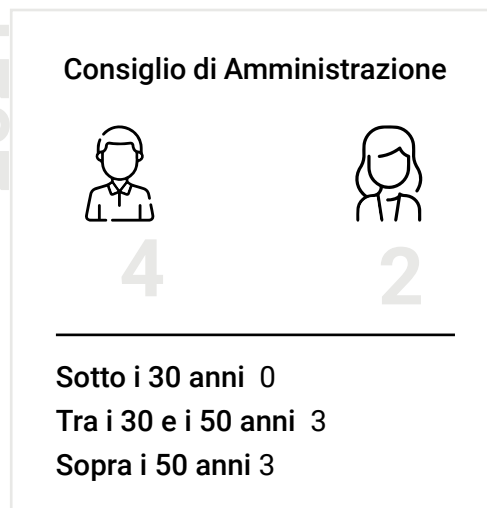 Consiglio di Amministrazione
4 2
Sotto i 30 anni 0
Tra i 30 e i 50 anni 3
Sopra i 50 anni 3